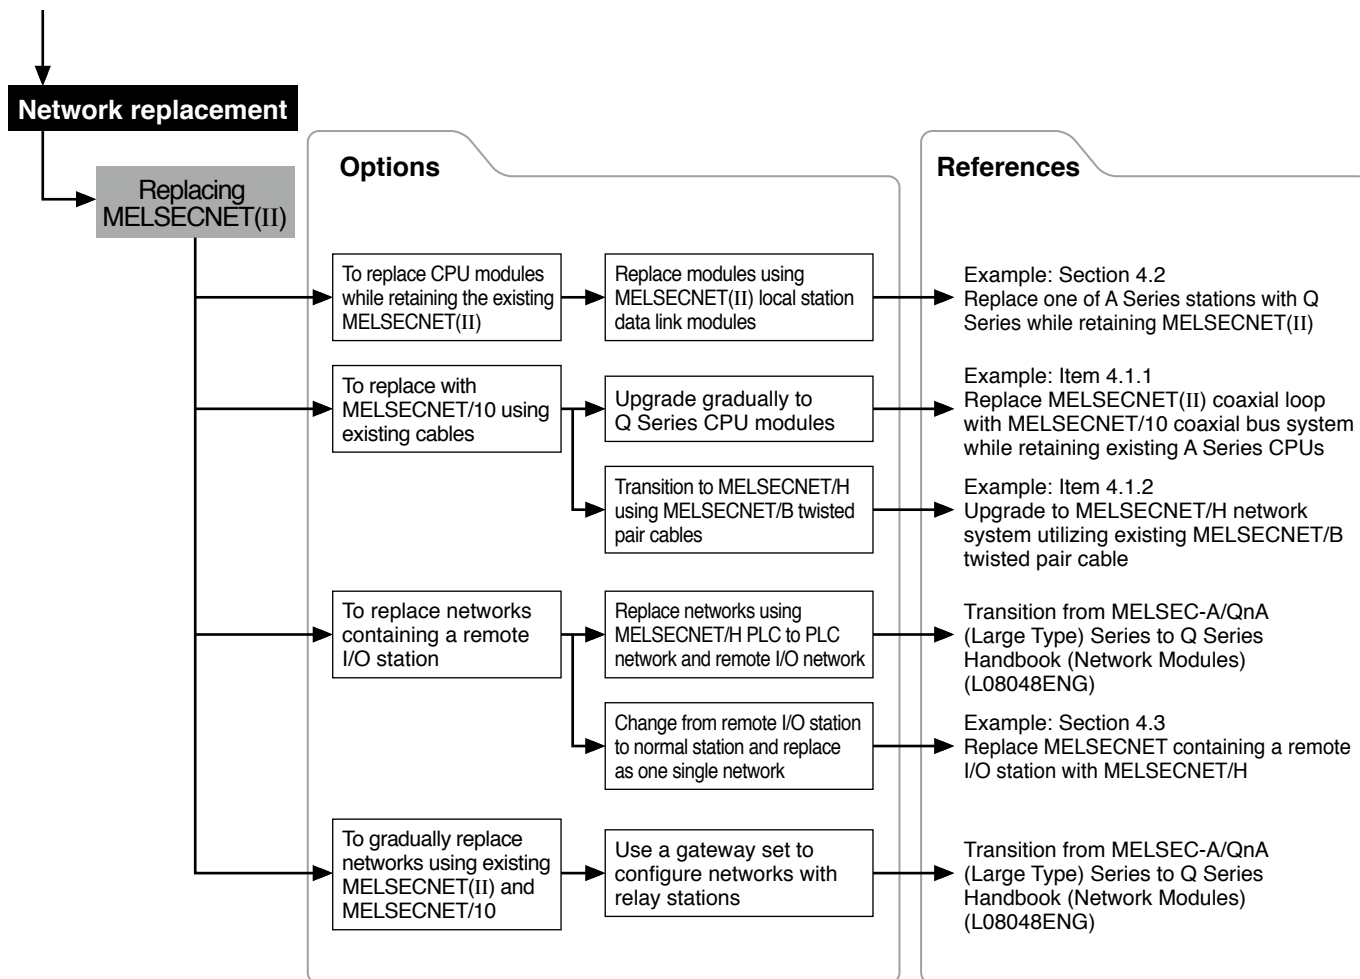 Network replacement
Replacing
MELSECNET(II)
Options
References
To replace CPU modules
while retaining the existing
MELSECNET(II)
Replace modules using
MELSECNET(II) local station
data link modules
Example: Section 4.2
Replace one of A Series stations with Q
Series while retaining MELSECNET(II)
To replace with
MELSECNET/10 using
existing cables
Upgrade gradually to
Q Series CPU modules
Example: Item 4.1.1
Replace MELSECNET(II) coaxial loop
with MELSECNET/10 coaxial bus system
while retaining existing A Series CPUs
Transition to MELSECNET/H
using MELSECNET/B twisted
pair cables
Example: Item 4.1.2
Upgrade to MELSECNET/H network
system utilizing existing MELSECNET/B
twisted pair cable
To replace networks
containing a remote
I/O station
Replace networks using
MELSECNET/H PLC to PLC
network and remote I/O network
Transition from MELSEC-A/QnA
(Large Type) Series to Q Series
Handbook (Network Modules)
(L08048ENG)
Change from remote I/O station
to normal station and replace
as one single network
Example: Section 4.3
Replace MELSECNET containing a remote
I/O station with MELSECNET/H
To gradually replace
networks using existing
MELSECNET(II) and
MELSECNET/10
Use a gateway set to
configure networks with
relay stations
Transition from MELSEC-A/QnA
(Large Type) Series to Q Series
Handbook (Network Modules)
(L08048ENG)